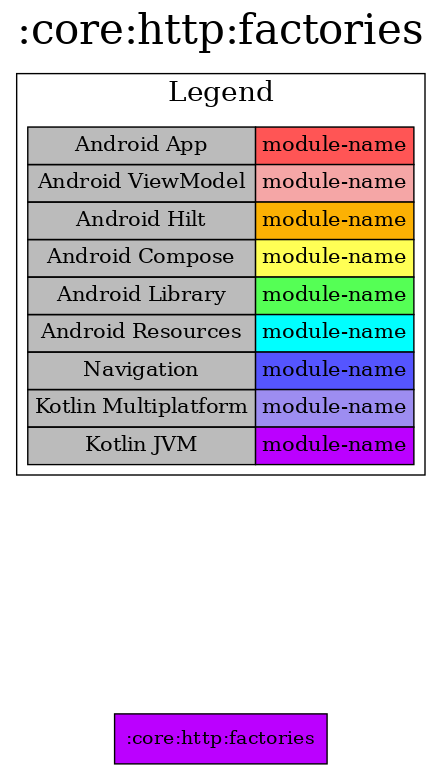 :core:http:factories
Legend
Android App module-name
Android ViewModel module-name
Android Hilt module-name
Android Compose module-name
Android Library module-name
Android Resources module-name
Navigation module-name
Kotlin Multiplatform module-name
Kotlin JVM module-name
:core:http:factories